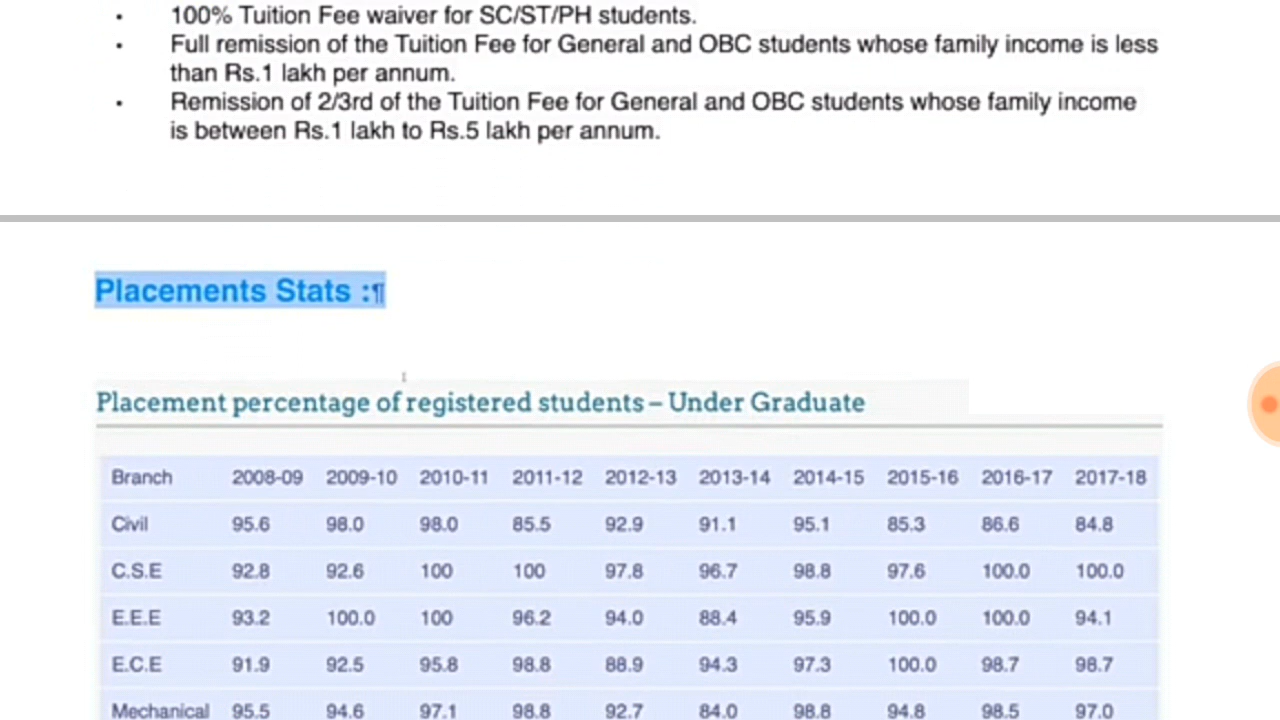 • 100% Tuition Fee waiver for SC/ST/PH students.
• Full remission of the Tuition Fee for General and OBC students whose family income is less
than Rs.1 lakh per annum.
• Remission of 2/3rd of the Tuition Fee for General and OBC students whose family income
is between Rs.1 lakh to Rs.5 lakh per annum.
Placements Stats :¶
Placement percentage of registered students – Under Graduate
Branch 2008-09 2009-10 2010-11 2011-12 2012-13 2013-14 2014-15 2015-16 2016-17 2017-18
Civil 95.6 98.0 98.0 85.5 92.9 91.1 95.1 85.3 86.6 84.8
C.S.E 92.8 92.6 100 100 97.8 96.7 98.8 97.6 100.0 100.0
E.E.E 93.2 100.0 100 96.2 94.0 88.4 95.9 100.0 100.0 94.1
E.C.E 91.9 92.5 95.8 98.8 88.9 94.3 97.3 100.0 98.7 98.7
Mechanical 95.5 94.6 97.1 98.8 92.7 84.0 98.8 94.8 98.5 97.0